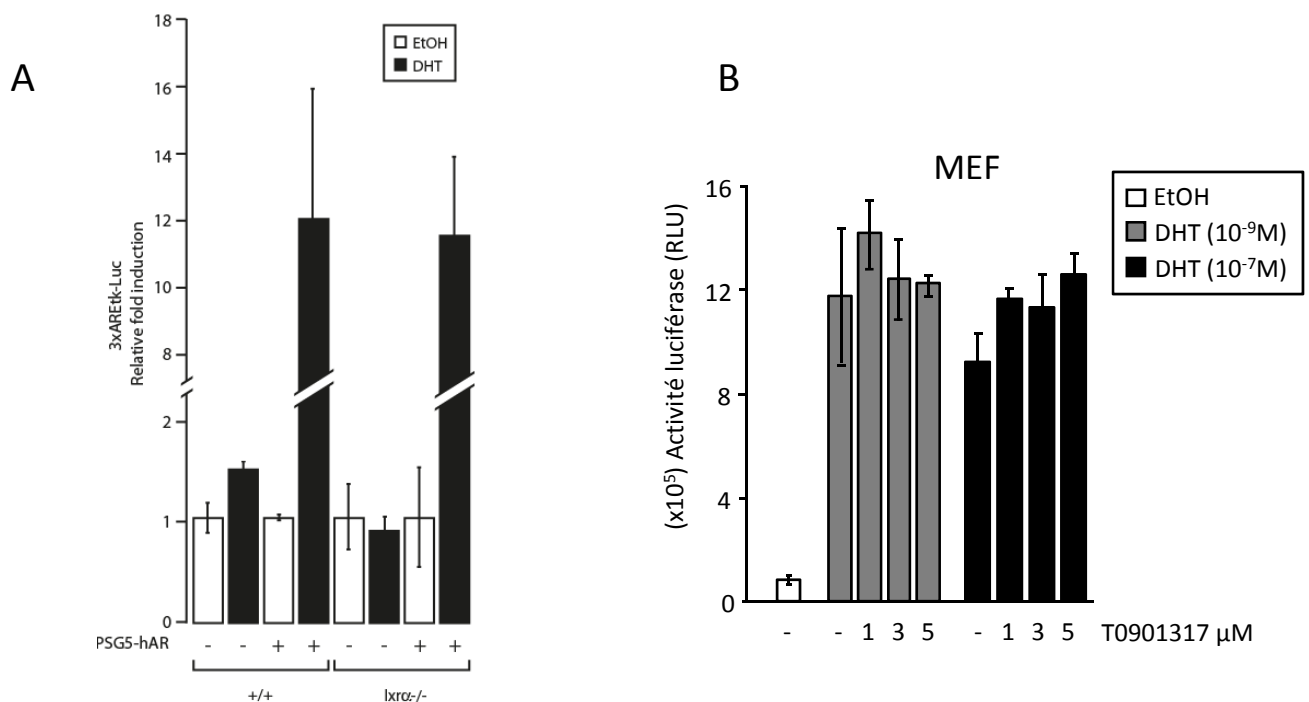 A
18
16
14
12
10
8
2
1
0
3xAREtk-Luc
Relative fold induction
EtOH
DHT
PSG5-hAR - - + + - - + +
+/+ lxrα-/-
B
MEF
16
12
8
4
0
(x10⁵) Activité luciférase (RLU)
EtOH
DHT (10⁻⁹M)
DHT (10⁻⁷M)
- - 1 3 5 - 1 3 5 T0901317 µM